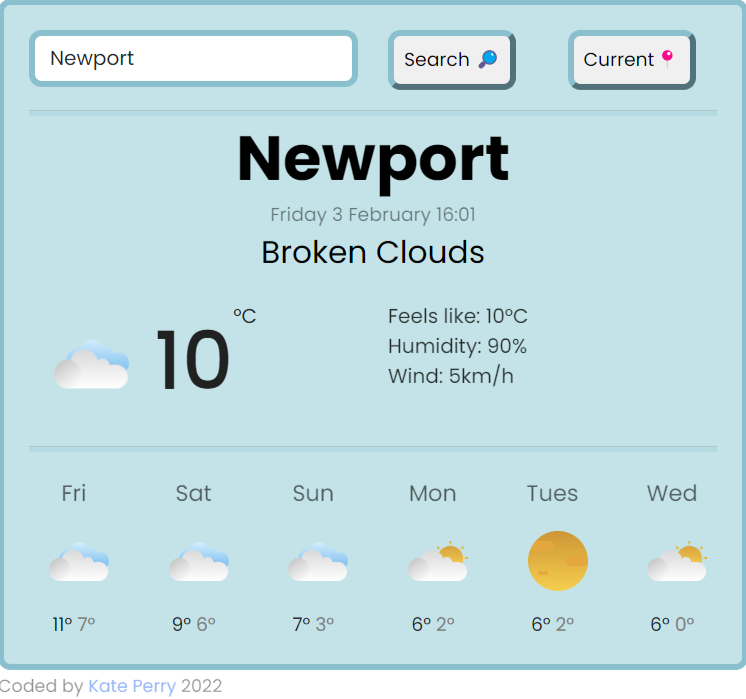 Newport
Search 🔎
Current 📍
Newport
Friday 3 February 16:01
Broken Clouds
10 °C
Feels like: 10°C
Humidity: 90%
Wind: 5km/h
Fri Sat Sun Mon Tues Wed
11° 7° 9° 6° 7° 3° 6° 2° 6° 2° 6° 0°
Coded by Kate Perry 2022